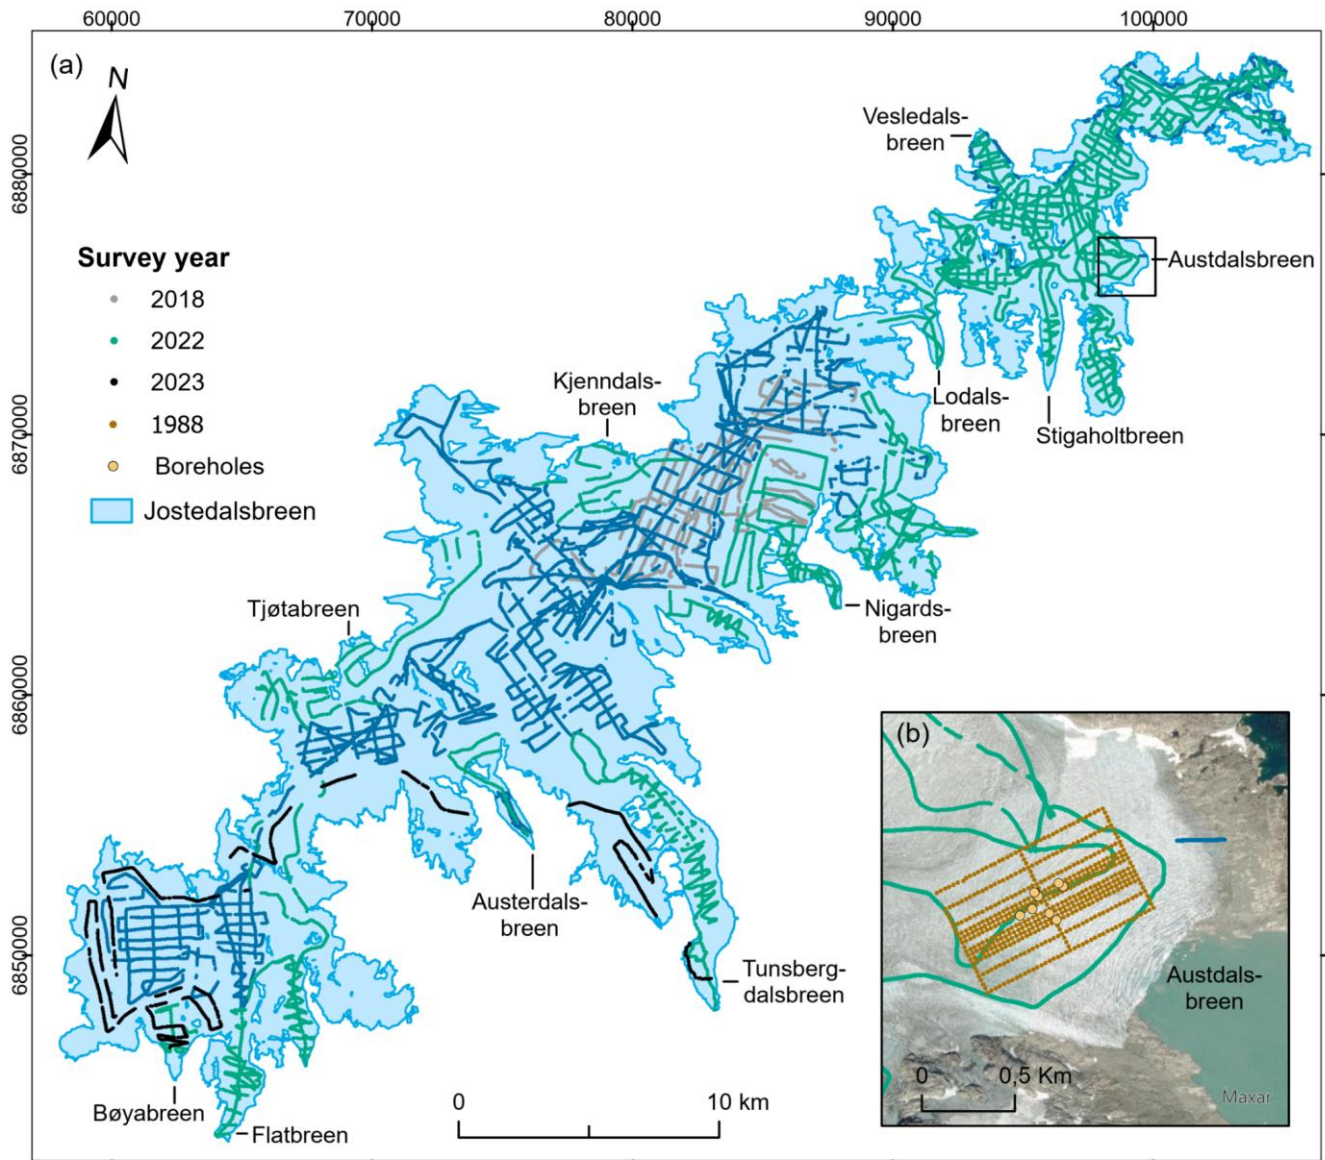 60000
70000
80000
90000
100000
(a)
N
Vesledals-
breen
6880000
Survey year
2018
2022
2023
1988
Boreholes
Jostedalsbreen
Austdalsbreen
Kjenndals-
breen
Lodals-
breen
Stigaholtbreen
6870000
Tjøtabreen
Nigards-
breen
6860000
Austerdals-
breen
Tunsberg-
dalsbreen
6850000
Bøyabreen
Flatbreen
0
10 km
(b)
Austdals-
breen
0
0,5 Km
Maxar